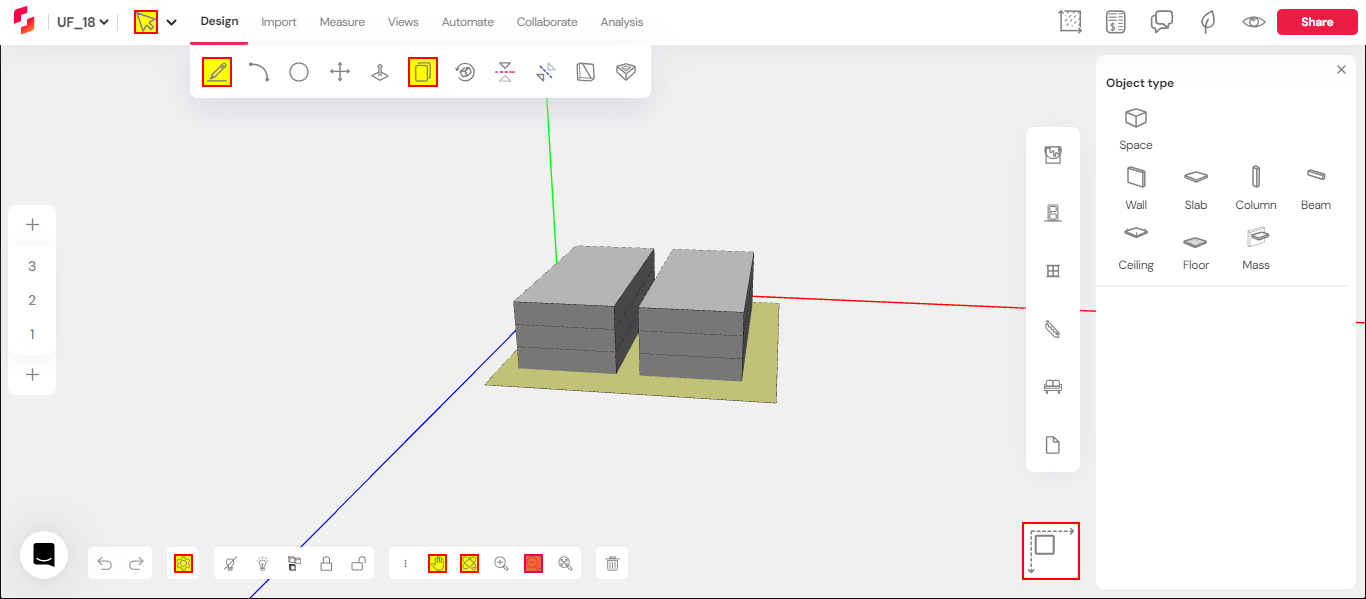 UF_18
Design
Import
Measure
Views
Automate
Collaborate
Analysis
Share
Object type
Space
Wall
Slab
Column
Beam
Ceiling
Floor
Mass
3
2
1